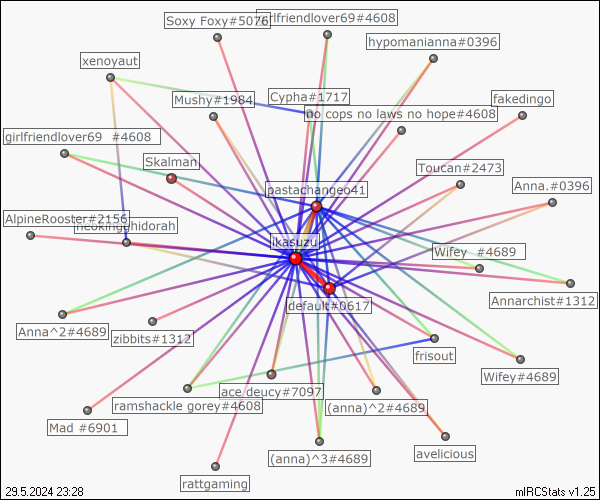 Soxy Foxy#5076
girlfriendlover69#4608
hypomanianna#0396
xenoyaut
Mushy#1984
Cypha#1717
no cops no laws no hope#4608
fakedingo
girlfriendlover69 #4608
Skalman
Toucan#2473
pastachangeo41
Anna.#0396
AlpineRooster#2156
neokingghidorah
ikasuzu
Wifey #4689
Annarchist#1312
default#0617
Anna^2#4689
zibbits#1312
frisout
Wifey#4689
ace deucy#7097
ramshackle gorey#4608
(anna)^2#4689
Mad #6901
avelicious
(anna)^3#4689
rattgaming
29.5.2024 23:28
mIRCStats v1.25